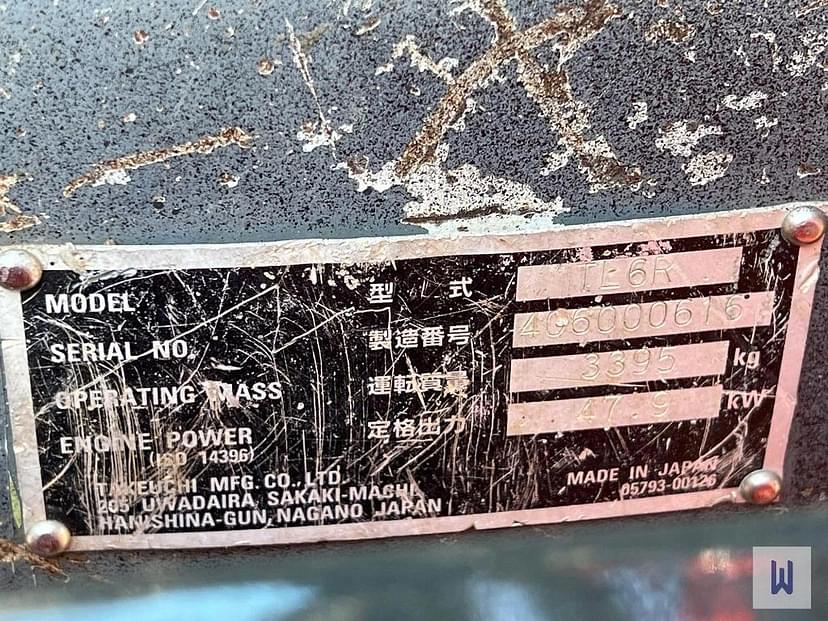 MODEL 型式 TL6R
SERIAL NO. 製造番号 406000616
OPERATING MASS 運転質量 3395 kg
ENGINE POWER 定格出力 47.9 kW
(ISO 14396)
TAKEUCHI MFG. CO., LTD.
205 UWADAIRA, SAKAKI-MACHI,
HANISHINA-GUN, NAGANO JAPAN
MADE IN JAPAN
05793-00126
W